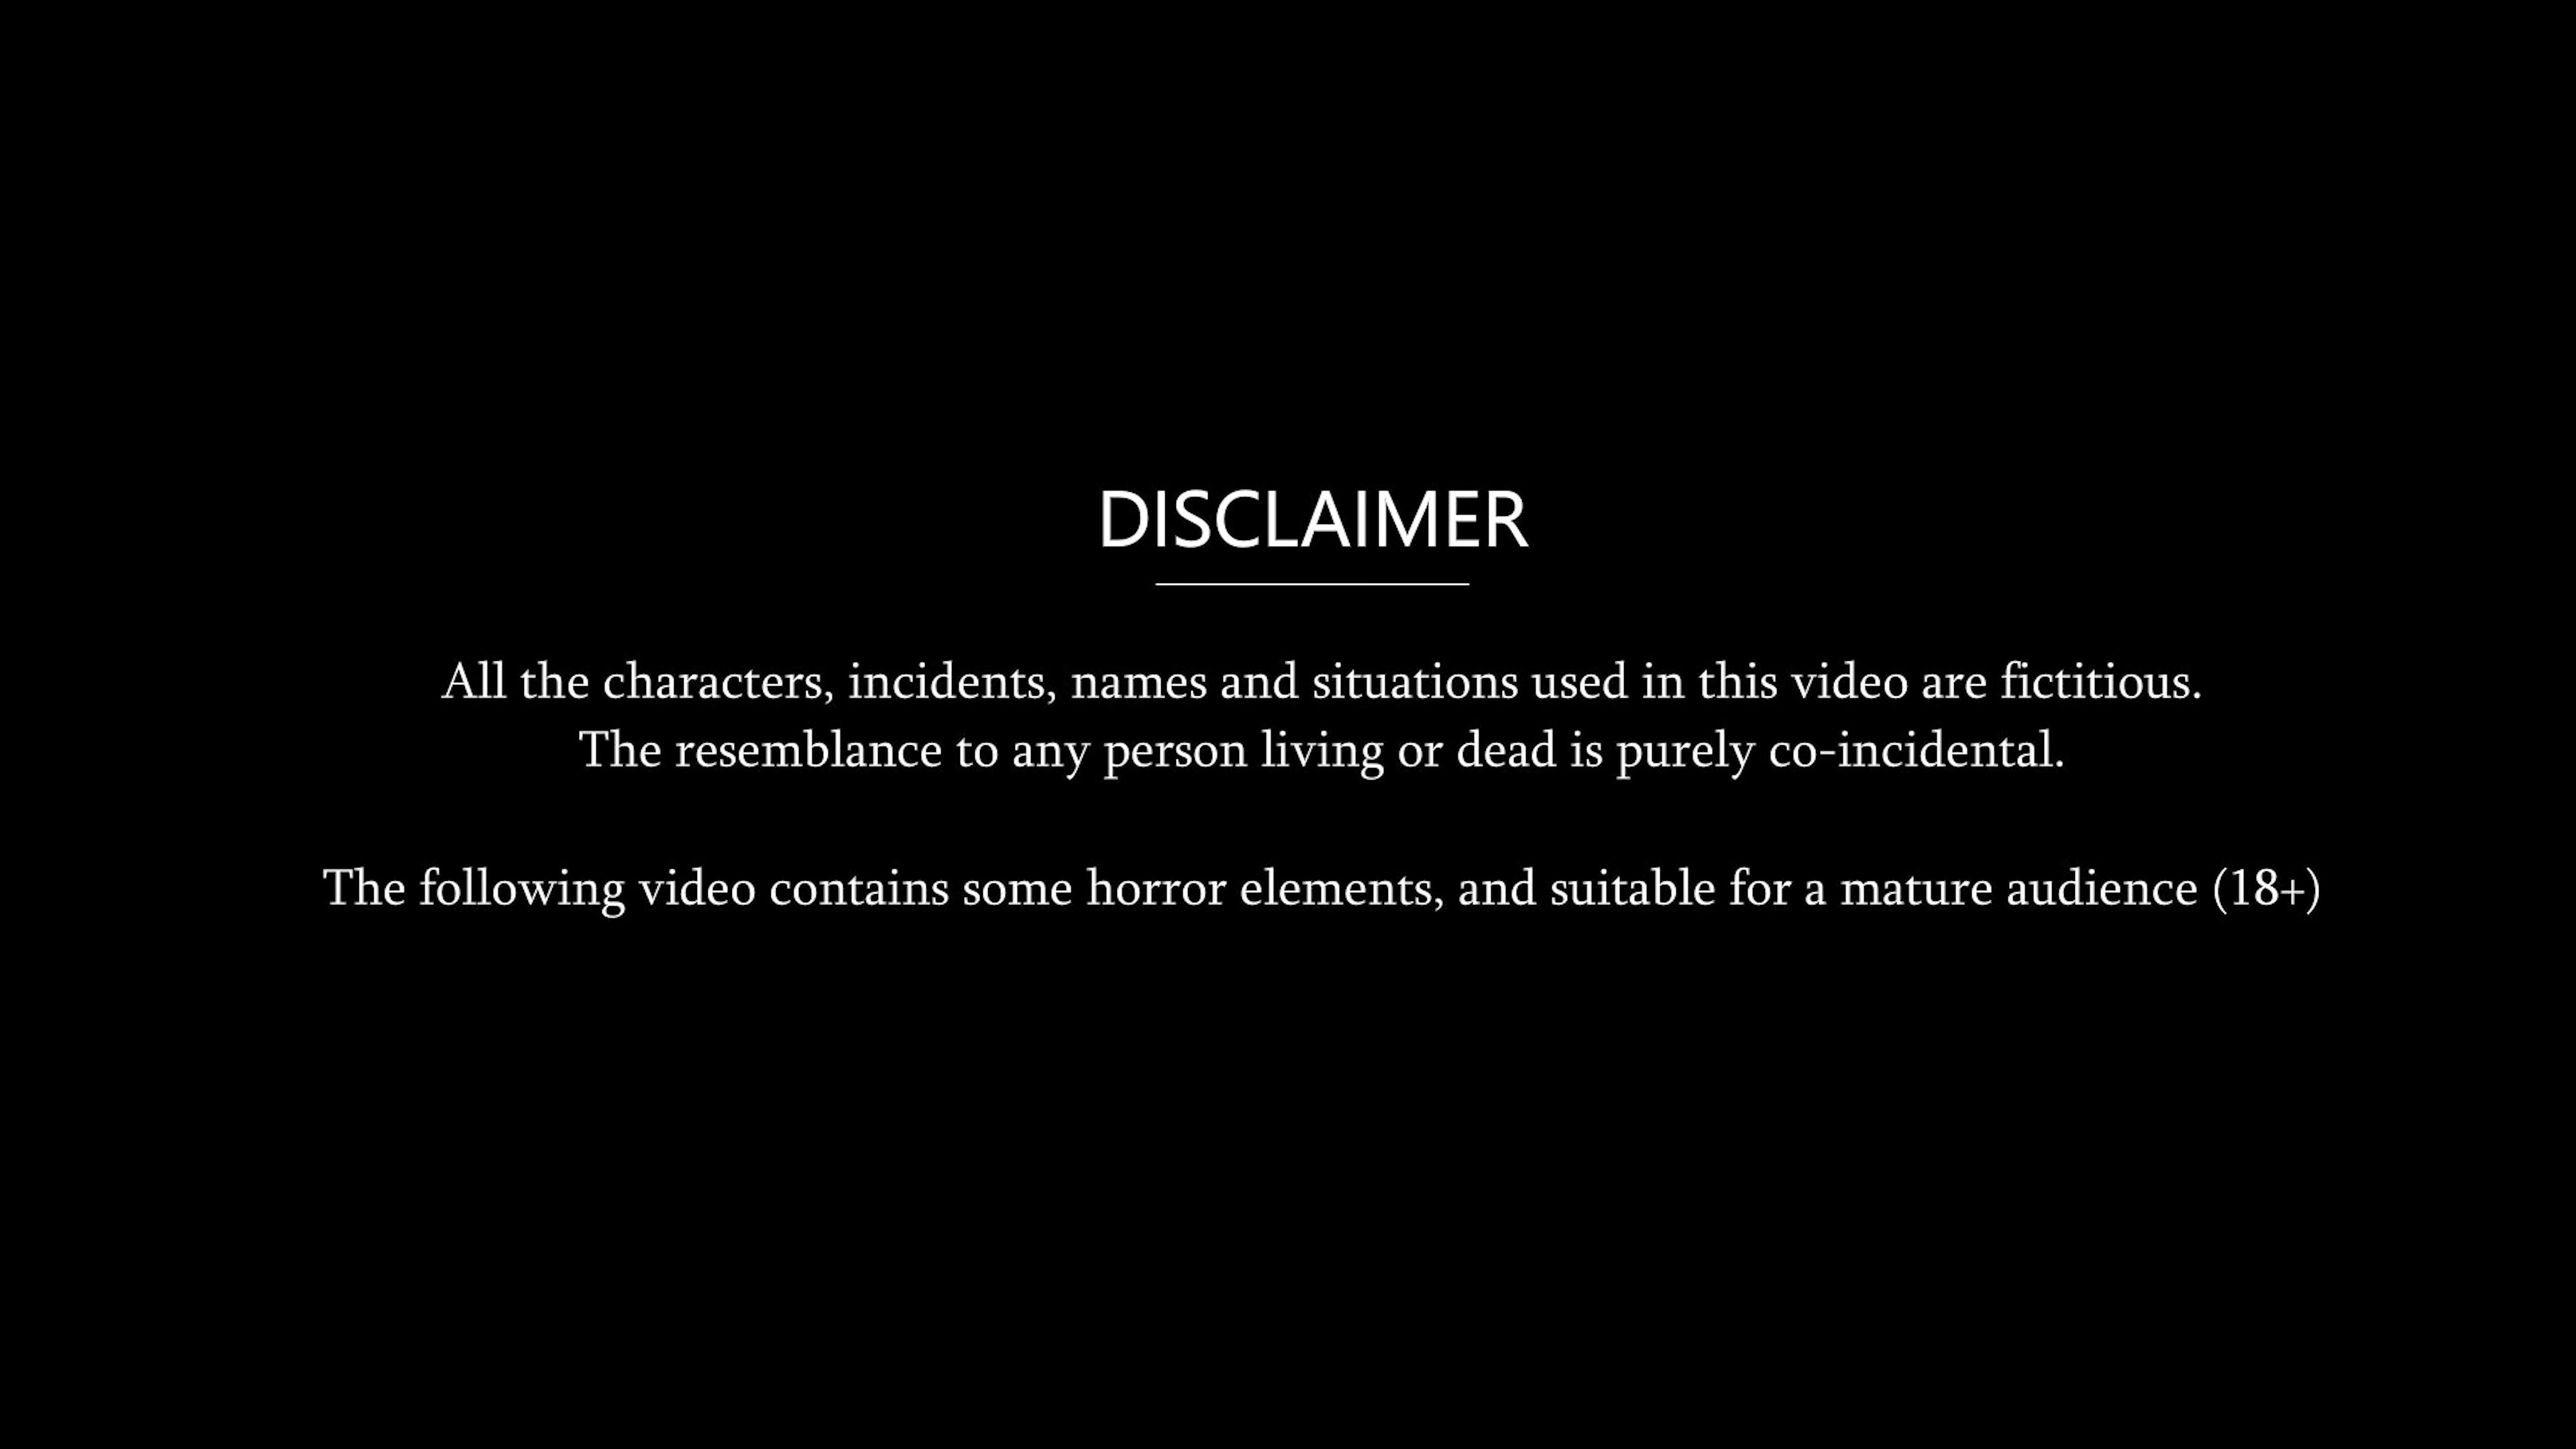 DISCLAIMER
All the characters, incidents, names and situations used in this video are fictitious.
The resemblance to any person living or dead is purely co-incidental.
The following video contains some horror elements, and suitable for a mature audience (18+)